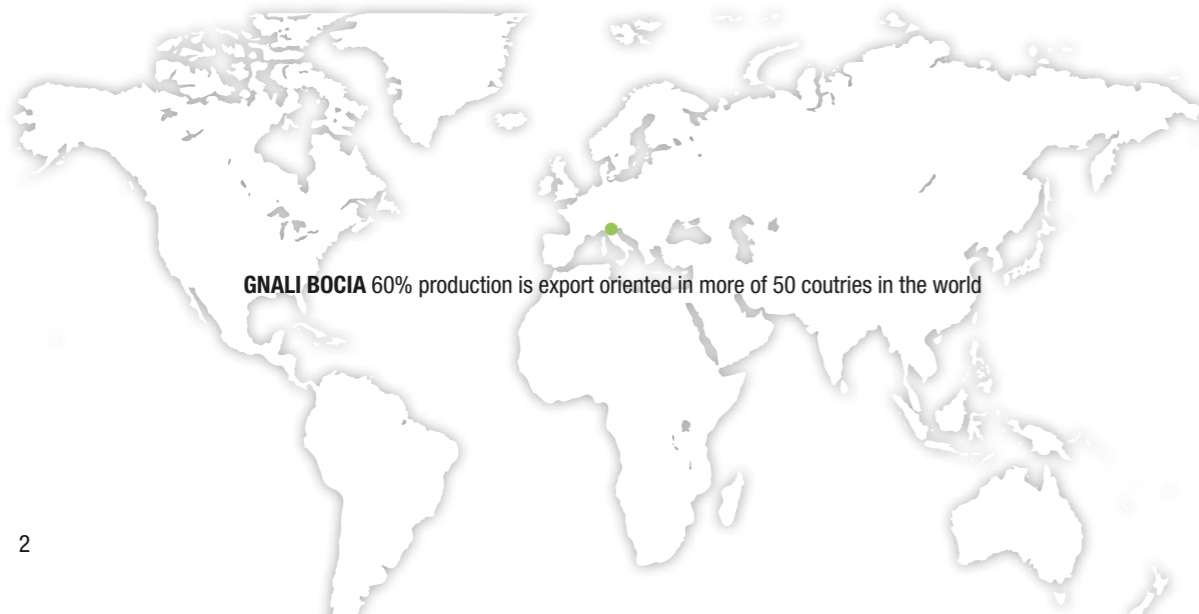 GNALI BOCIA 60% production is export oriented in more of 50 coutries in the world
2